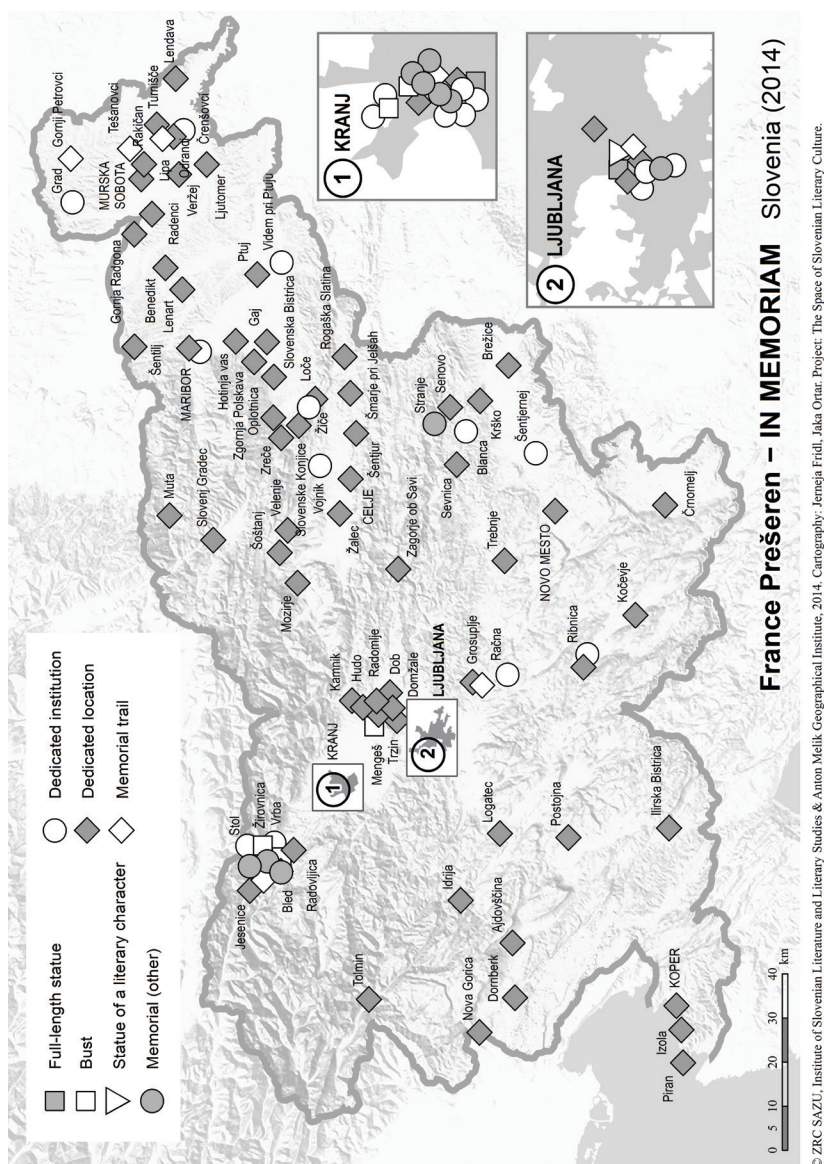 France Prešeren – IN MEMORIAM Slovenia (2014)
Full-length statue
Bust
Statue of a literary character
Memorial (other)
Dedicated institution
Dedicated location
Memorial trail
1 KRANJ
2 LJUBLJANA
Jesenice
Stol
Žirovnica
Vrba
Bled
Radovljica
Tolmin
KRANJ
1
Mengeš
Trzin
Kamnik
Hudo
Radomlje
Dob
Domžale
LJUBLJANA
2
Idrija
Logatec
Ajdovščina
Dornberk
Nova Gorica
Postojna
Ilirska Bistrica
KOPER
Izola
Piran
Grosuplje
Račna
Ribnica
Kočevje
Črnomelj
NOVO MESTO
Trebnje
Zagorje ob Savi
Mozirje
Šoštanj
Velenje
Slovenj Gradec
Muta
Žalec
CELJE
Vojnik
Šentjur
Slovenske Konjice
Zreče
Oplotnica
Zgornja Polskava
Hotinja vas
Žiče
Loče
Slovenska Bistrica
Gaj
Šmarje pri Jelšah
Rogaška Slatina
Sevnica
Blanca
Stranje
Senovo
Krško
Brežice
Šentjernej
MARIBOR
Šentilj
Lenart
Benedikt
Gornja Radgona
Radenci
Ptuj
Videm pri Ptuju
Ljutomer
Veržej
MURSKA
SOBOTA
Rakičan
Tešanovci
Lipa
Odranci
Turnišče
Črenšovci
Lendava
Grad
Gornji Petrovci
0 5 10 20 30 40
km
© ZRC SAZU, Institute of Slovenian Literature and Literary Studies & Anton Melik Geographical Institute, 2014. Cartography: Jerneja Fridl, Jaka Ortar. Project: The Space of Slovenian Literary Culture.